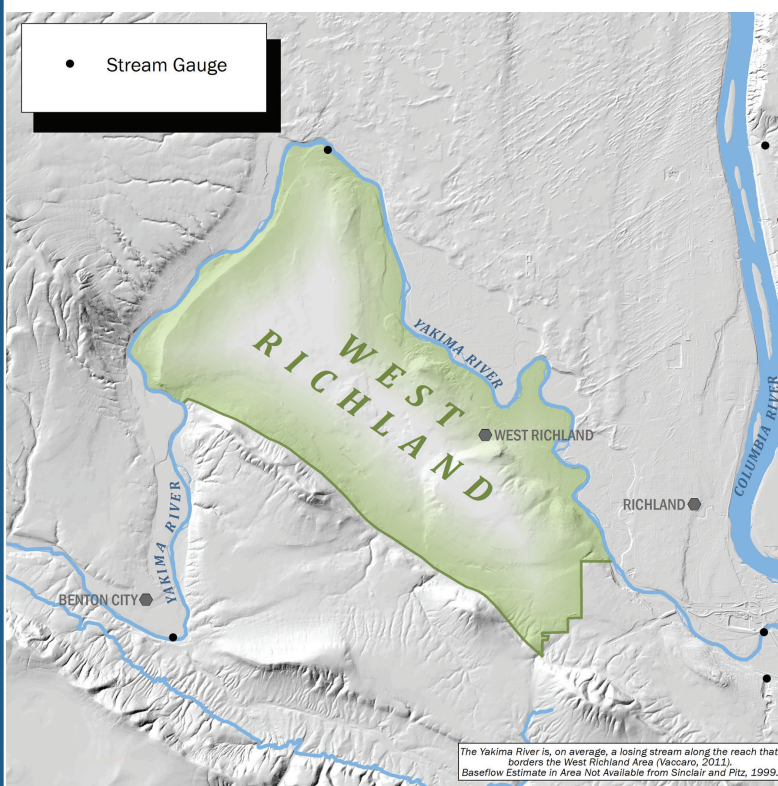 Stream Gauge
YAKIMA RIVER
WEST
RICHLAND
WEST RICHLAND
COLUMBIA RIVER
RICHLAND
YAKIMA RIVER
BENTON CITY
The Yakima River is, on average, a losing stream along the reach that
borders the West Richland Area (Vaccaro, 2011).
Baseflow Estimate in Area Not Available from Sinclair and Pitz, 1999.